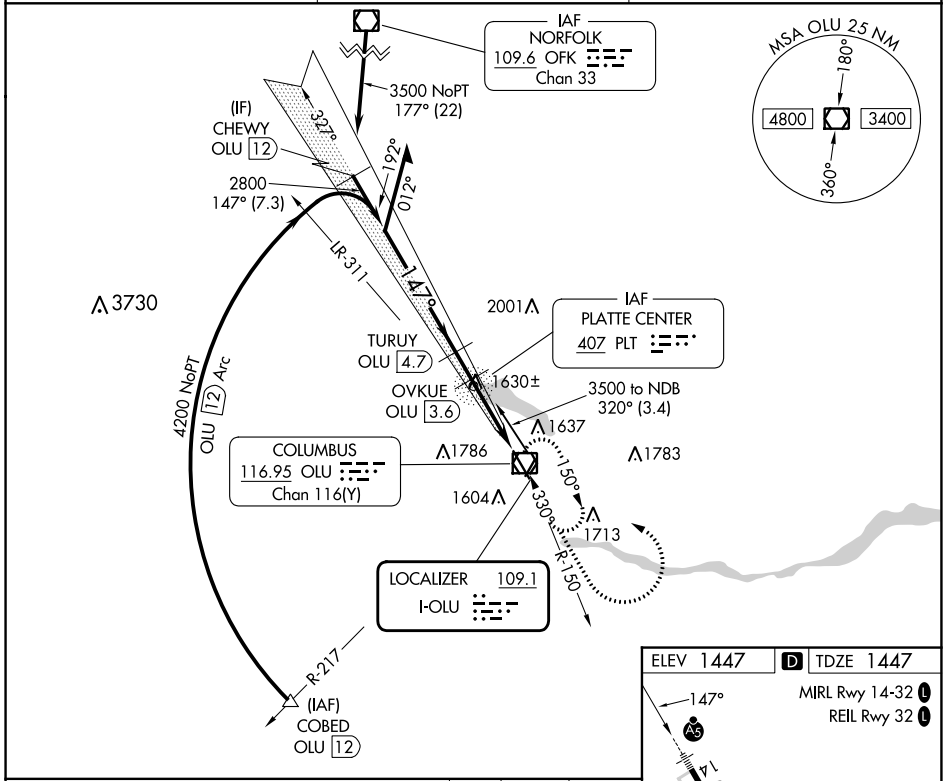 IAF
NORFOLK
109.6 OFK
Chan 33
MSA OLU 25 NM
180°
4800
3400
360°
3500 NoPT
177° (22)
(IF)
CHEWY
OLU 12
327°
192°
012°
2800
147° (7.3)
LR-311
147°
3730
2001
IAF
PLATTE CENTER
407 PLT
TURUY
OLU 4.7
1630±
OVKUE
OLU 3.6
3500 to NDB
320° (3.4)
4200 NoPT
OLU 12 Arc
1637
COLUMBUS
116.95 OLU
Chan 116(Y)
1786
1783
150°
1604
330°
1713
R-150
LOCALIZER 109.1
I-OLU
R-217
(IAF)
COBED
OLU 12
ELEV 1447 D TDZE 1447
147°
MIRL Rwy 14-32 L
REIL Rwy 32 L
A5
14